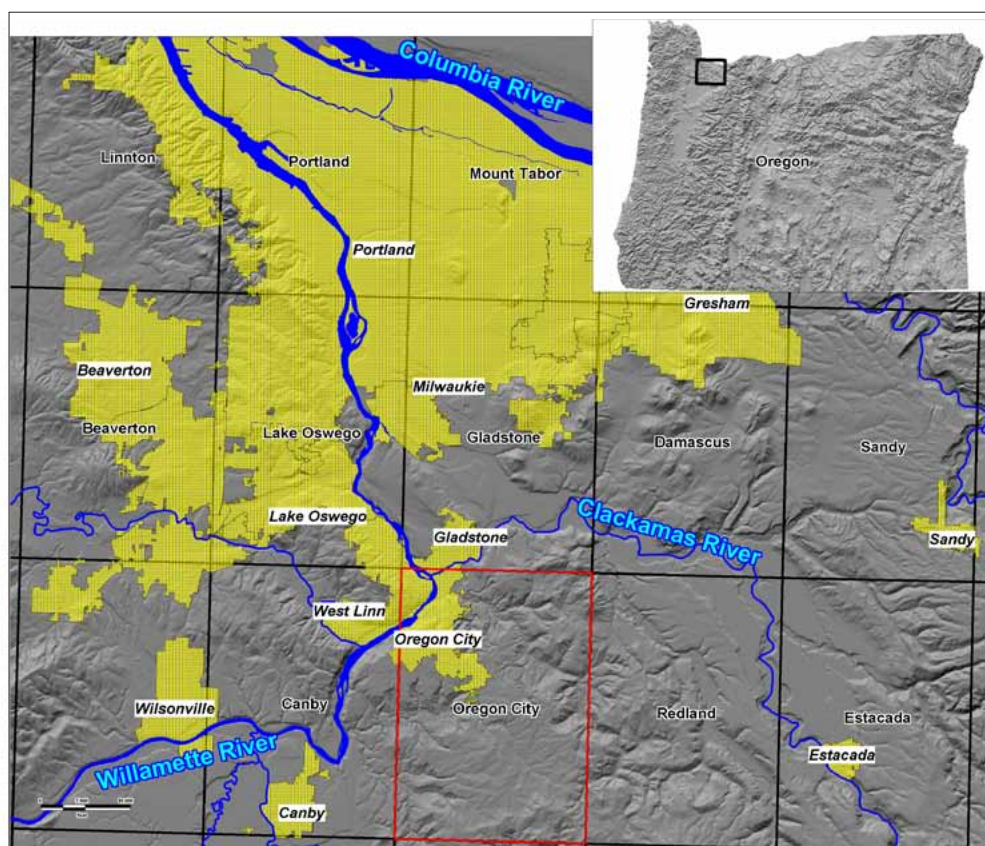 Columbia River
Oregon
Linnton
Portland
Mount Tabor
Portland
Gresham
Beaverton
Milwaukie
Beaverton
Lake Oswego
Gladstone
Damascus
Sandy
Lake Oswego
Gladstone
Clackamas River
Sandy
West Linn
Oregon City
Wilsonville
Canby
Oregon City
Redland
Estacada
Willamette River
Estacada
Canby